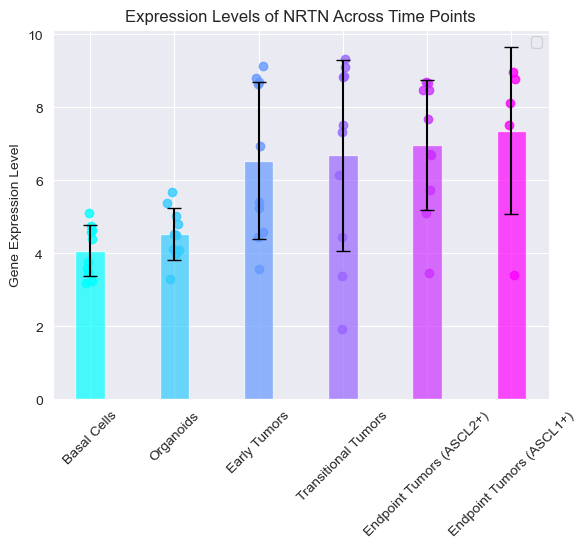 Expression Levels of NRTN Across Time Points
Gene Expression Level
10
8
6
4
2
0
Basal Cells
Organoids
Early Tumors
Transitional Tumors
Endpoint Tumors (ASCL2+)
Endpoint Tumors (ASCL1+)